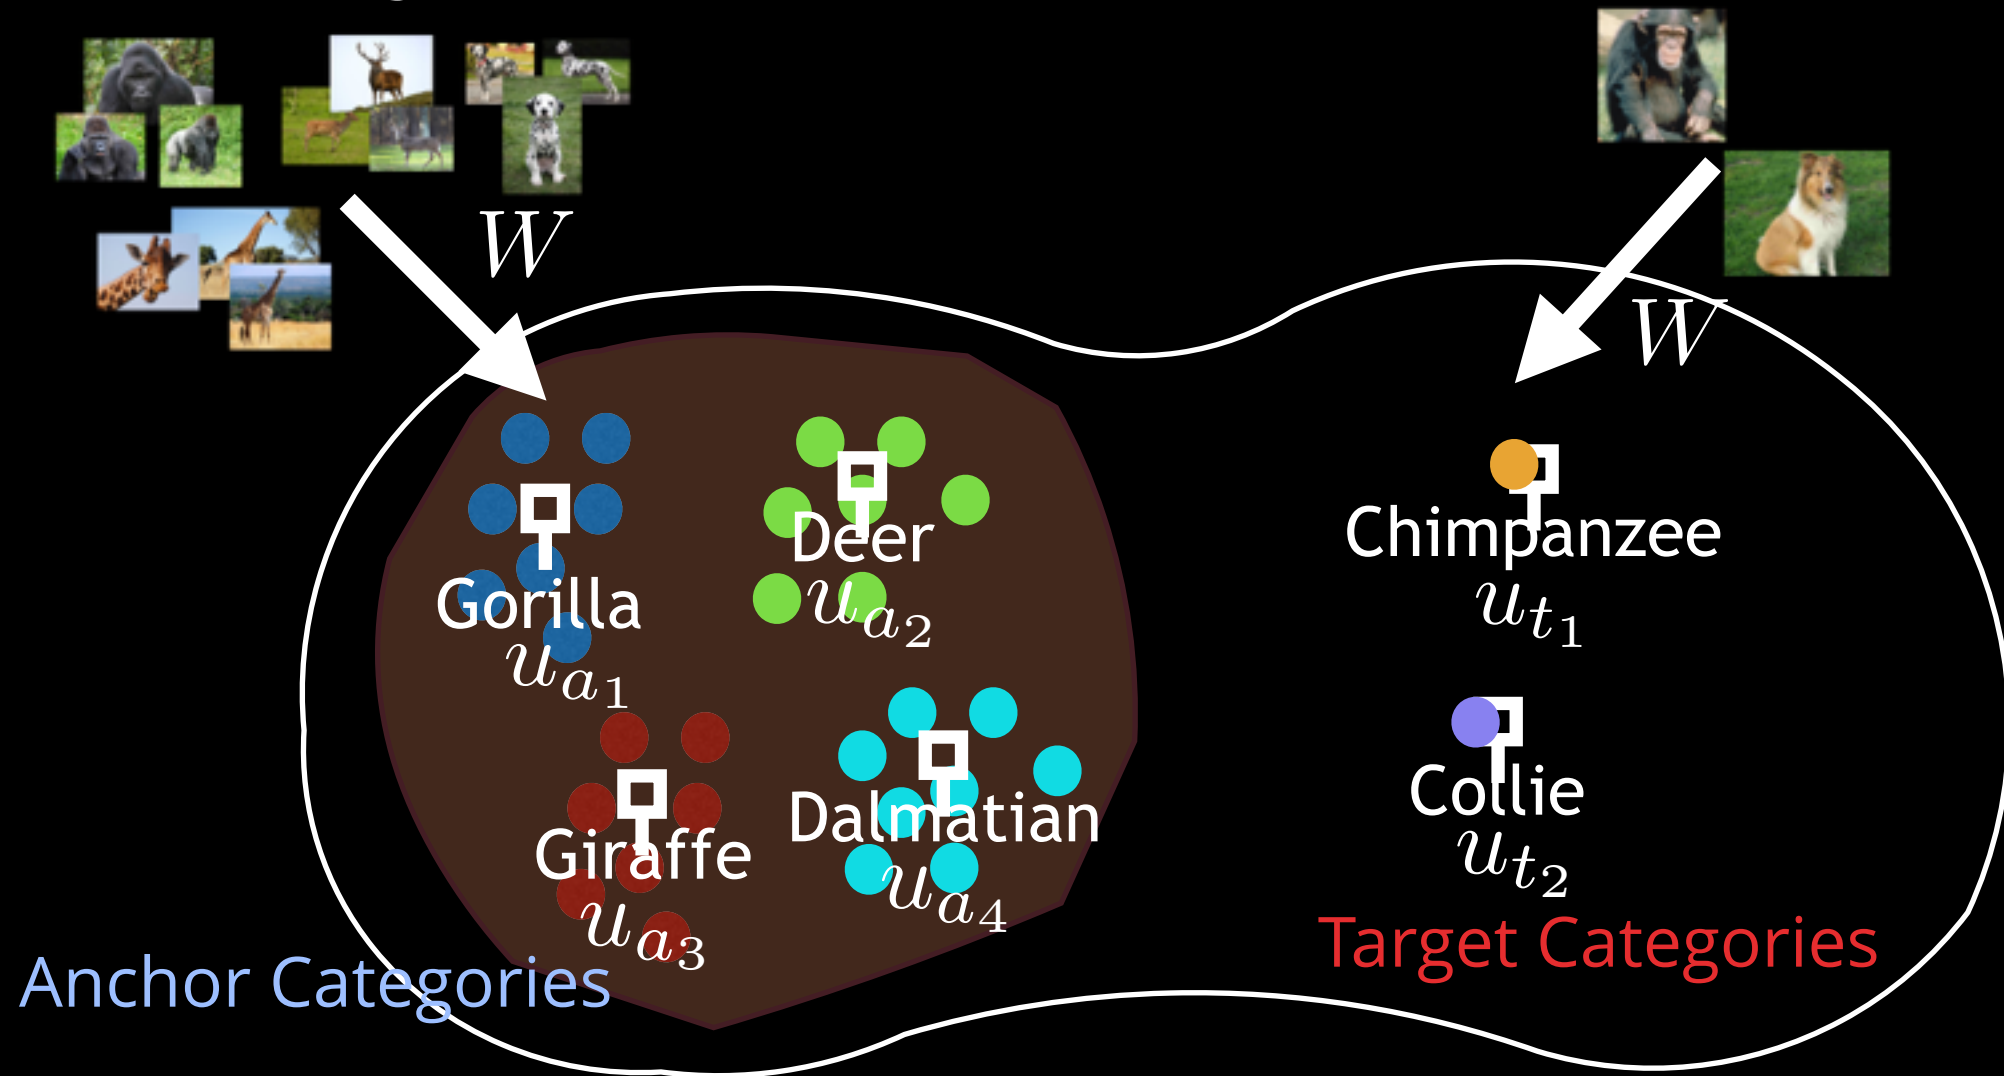 W
W
Gorilla
u_{a_1}
Deer
u_{a_2}
Chimpanzee
u_{t_1}
Giraffe
u_{a_3}
Dalmatian
u_{a_4}
Collie
u_{t_2}
Anchor Categories
Target Categories